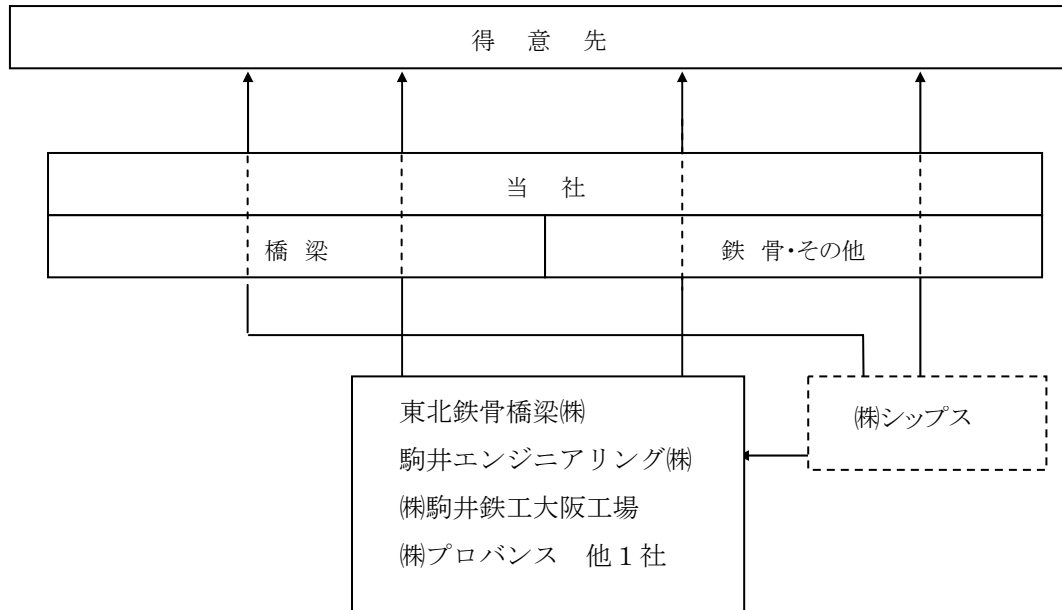 得 意 先
当 社
橋 梁
鉄 骨・その他
東北鉄骨橋梁㈱
駒井エンジニアリング㈱
㈱駒井鉄工大阪工場
㈱プロバンス 他１社
㈱シップス